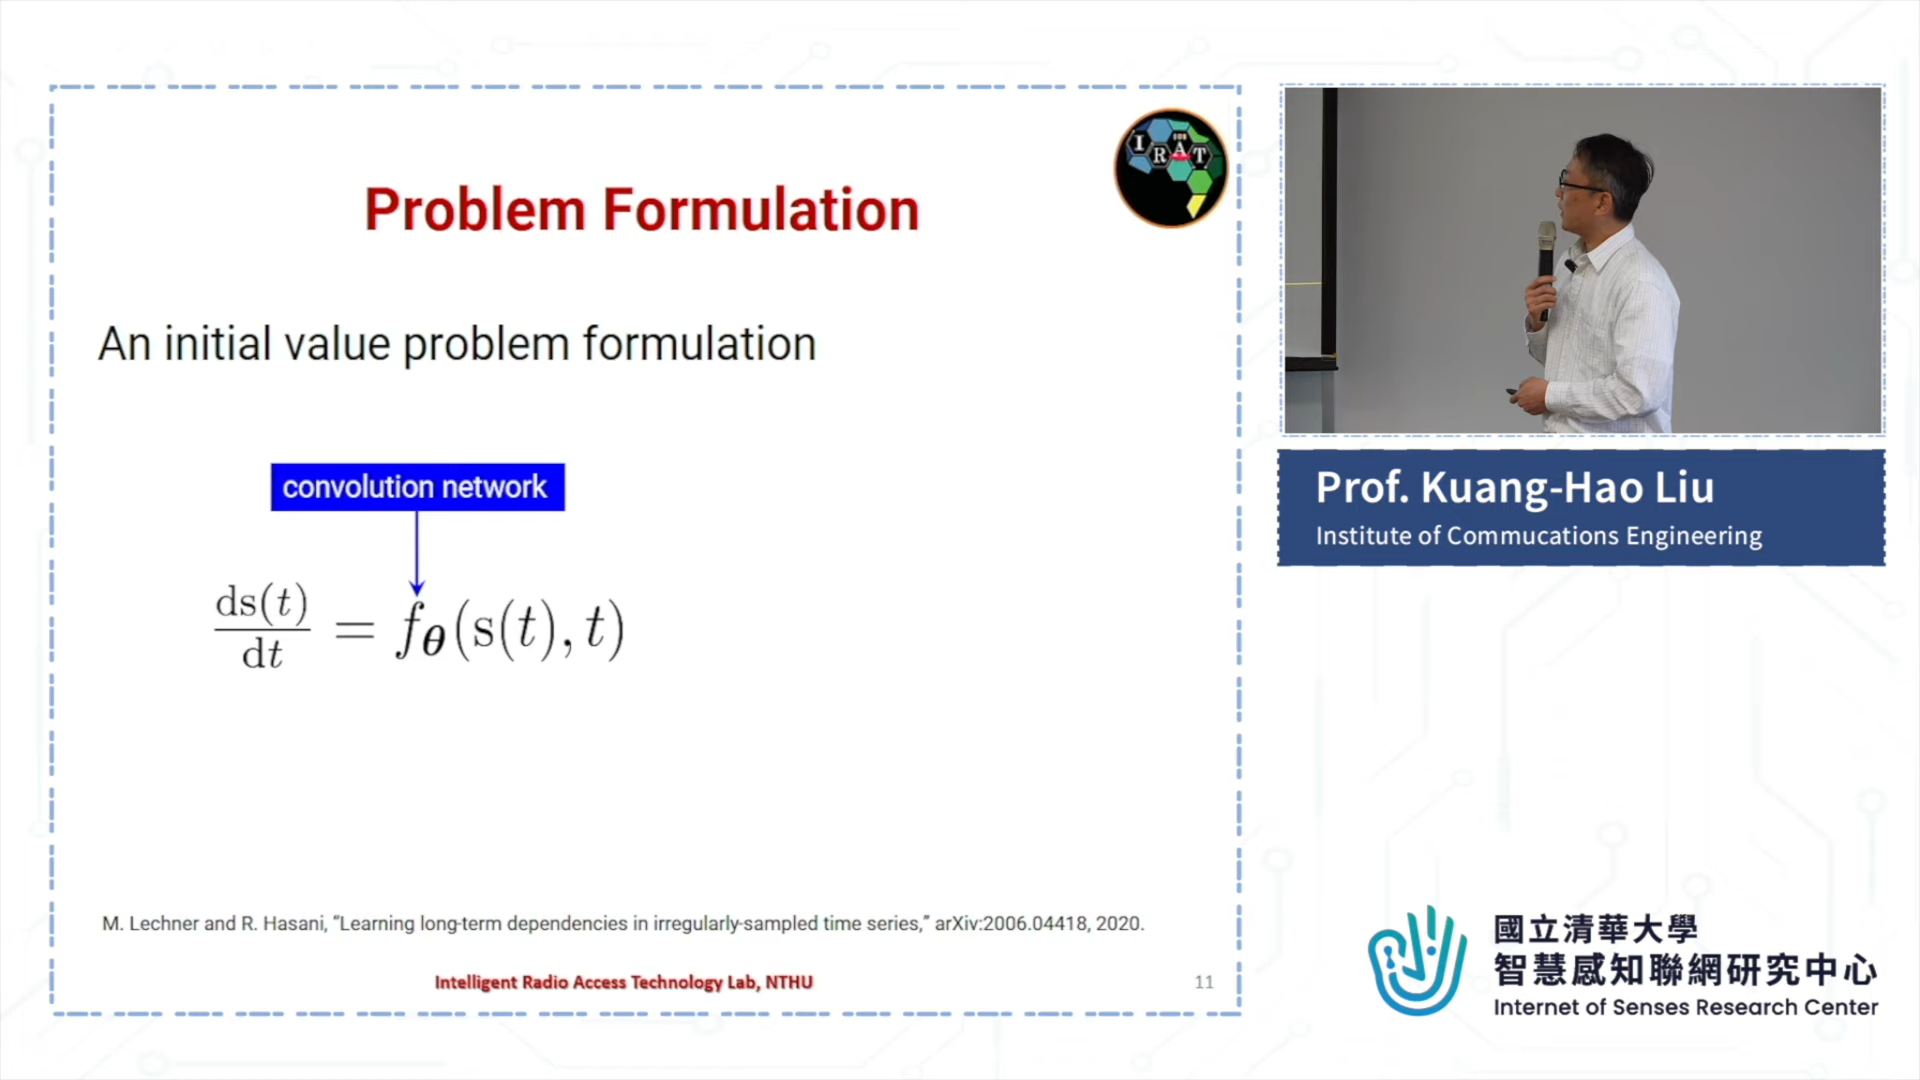 IRAT
Problem Formulation
An initial value problem formulation
convolution network
ds(t)/dt = f_θ(s(t), t)
M. Lechner and R. Hasani, “Learning long-term dependencies in irregularly-sampled time series,” arXiv:2006.04418, 2020.
Intelligent Radio Access Technology Lab, NTHU
11
Prof. Kuang-Hao Liu
Institute of Commucations Engineering
國立清華大學
智慧感知聯網研究中心
Internet of Senses Research Center